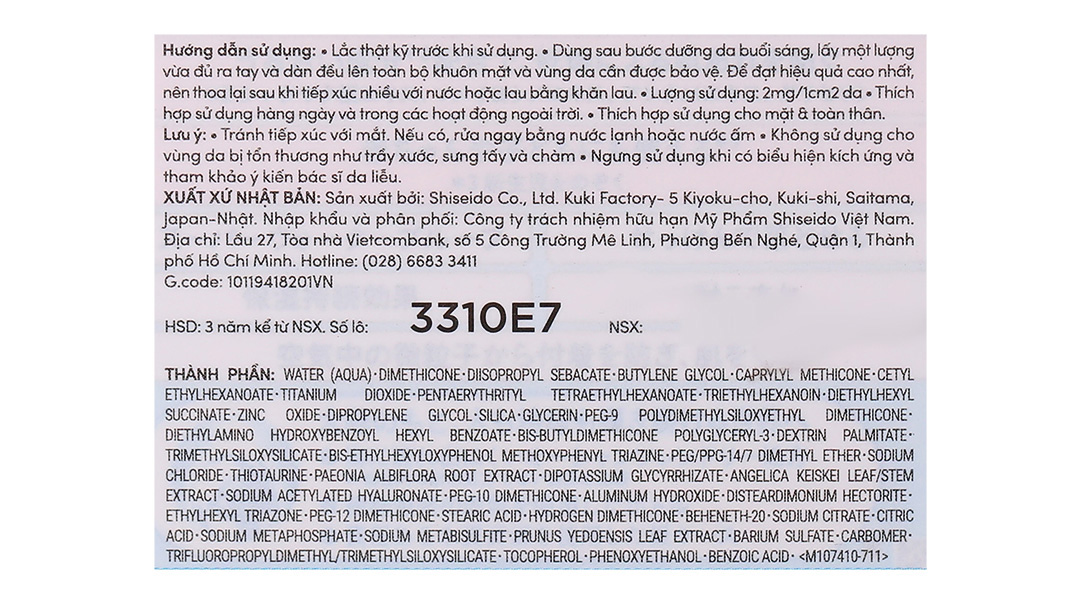 Hướng dẫn sử dụng: • Lắc thật kỹ trước khi sử dụng. • Dùng sau bước dưỡng da buổi sáng, lấy một lượng
vừa đủ ra tay và dàn đều lên toàn bộ khuôn mặt và vùng da cần được bảo vệ. Để đạt hiệu quả cao nhất,
nên thoa lại sau khi tiếp xúc nhiều với nước hoặc lau bằng khăn lau. • Lượng sử dụng: 2mg/1cm2 da • Thích
hợp sử dụng hàng ngày và trong các hoạt động ngoài trời. • Thích hợp sử dụng cho mặt & toàn thân.
Lưu ý: • Tránh tiếp xúc với mắt. Nếu có, rửa ngay bằng nước lạnh hoặc nước ấm • Không sử dụng cho
vùng da bị tổn thương như trầy xước, sưng tấy và chàm • Ngưng sử dụng khi có biểu hiện kích ứng và
tham khảo ý kiến bác sĩ da liễu.
XUẤT XỨ NHẬT BẢN: Sản xuất bởi: Shiseido Co., Ltd. Kuki Factory- 5 Kiyoku-cho, Kuki-shi, Saitama,
Japan-Nhật. Nhập khẩu và phân phối: Công ty trách nhiệm hữu hạn Mỹ Phẩm Shiseido Việt Nam.
Địa chỉ: Lầu 27, Tòa nhà Vietcombank, số 5 Công Trường Mê Linh, Phường Bến Nghé, Quận 1, Thành
phố Hồ Chí Minh. Hotline: (028) 6683 3411
G.code: 10119418201VN
HSD: 3 năm kể từ NSX. Số lô: 3310E7 NSX:
THÀNH PHẦN: WATER (AQUA)·DIMETHICONE·DIISOPROPYL SEBACATE·BUTYLENE GLYCOL·CAPRYLYL METHICONE·CETYL
ETHYLHEXANOATE·TITANIUM DIOXIDE·PENTAERYTHRITYL TETRAETHYLHEXANOATE·TRIETHYLHEXANOIN·DIETHYLHEXYL
SUCCINATE·ZINC OXIDE·DIPROPYLENE GLYCOL·SILICA·GLYCERIN·PEG-9 POLYDIMETHYLSILOXYETHYL DIMETHICONE·
DIETHYLAMINO HYDROXYBENZOYL HEXYL BENZOATE·BIS-BUTYLDIMETHICONE POLYGLYCERYL-3·DEXTRIN PALMITATE·
TRIMETHYLSILOXYSILICATE·BIS-ETHYLHEXYLOXYPHENOL METHOXYPHENYL TRIAZINE·PEG/PPG-14/7 DIMETHYL ETHER·SODIUM
CHLORIDE·THIOTAURINE·PAEONIA ALBIFLORA ROOT EXTRACT·DIPOTASSIUM GLYCYRRHIZATE·ANGELICA KEISKEI LEAF/STEM
EXTRACT·SODIUM ACETYLATED HYALURONATE·PEG-10 DIMETHICONE·ALUMINUM HYDROXIDE·DISTEARDIMONIUM HECTORITE·
ETHYLHEXYL TRIAZONE·PEG-12 DIMETHICONE·STEARIC ACID·HYDROGEN DIMETHICONE·BEHENETH-20·SODIUM CITRATE·CITRIC
ACID·SODIUM METAPHOSPHATE·SODIUM METABISULFITE·PRUNUS YEDOENSIS LEAF EXTRACT·BARIUM SULFATE·CARBOMER·
TRIFLUOROPROPYLDIMETHYL/TRIMETHYLSILOXYSILICATE·TOCOPHEROL·PHENOXYETHANOL·BENZOIC ACID·<M107410-711>